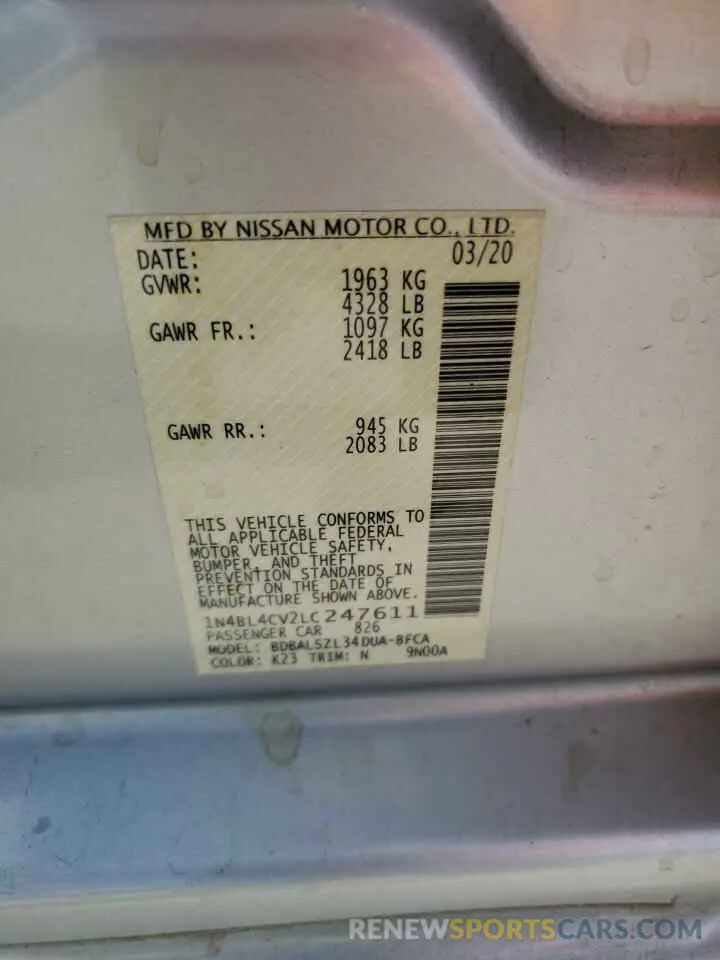 MFD BY NISSAN MOTOR CO., LTD.
DATE: 03/20
GVWR: 1963 KG
4328 LB
GAWR FR.: 1097 KG
2418 LB
GAWR RR.: 945 KG
2083 LB
THIS VEHICLE CONFORMS TO
ALL APPLICABLE FEDERAL
MOTOR VEHICLE SAFETY,
BUMPER, AND THEFT
PREVENTION STANDARDS IN
EFFECT ON THE DATE OF
MANUFACTURE SHOWN ABOVE.
1N4BL4CV2LC247611
PASSENGER CAR 826
MODEL: BDBALSZL34DUA-BFCA
COLOR: K23 TRIM: N 9N00A
RENEWSPORTSCARS.COM